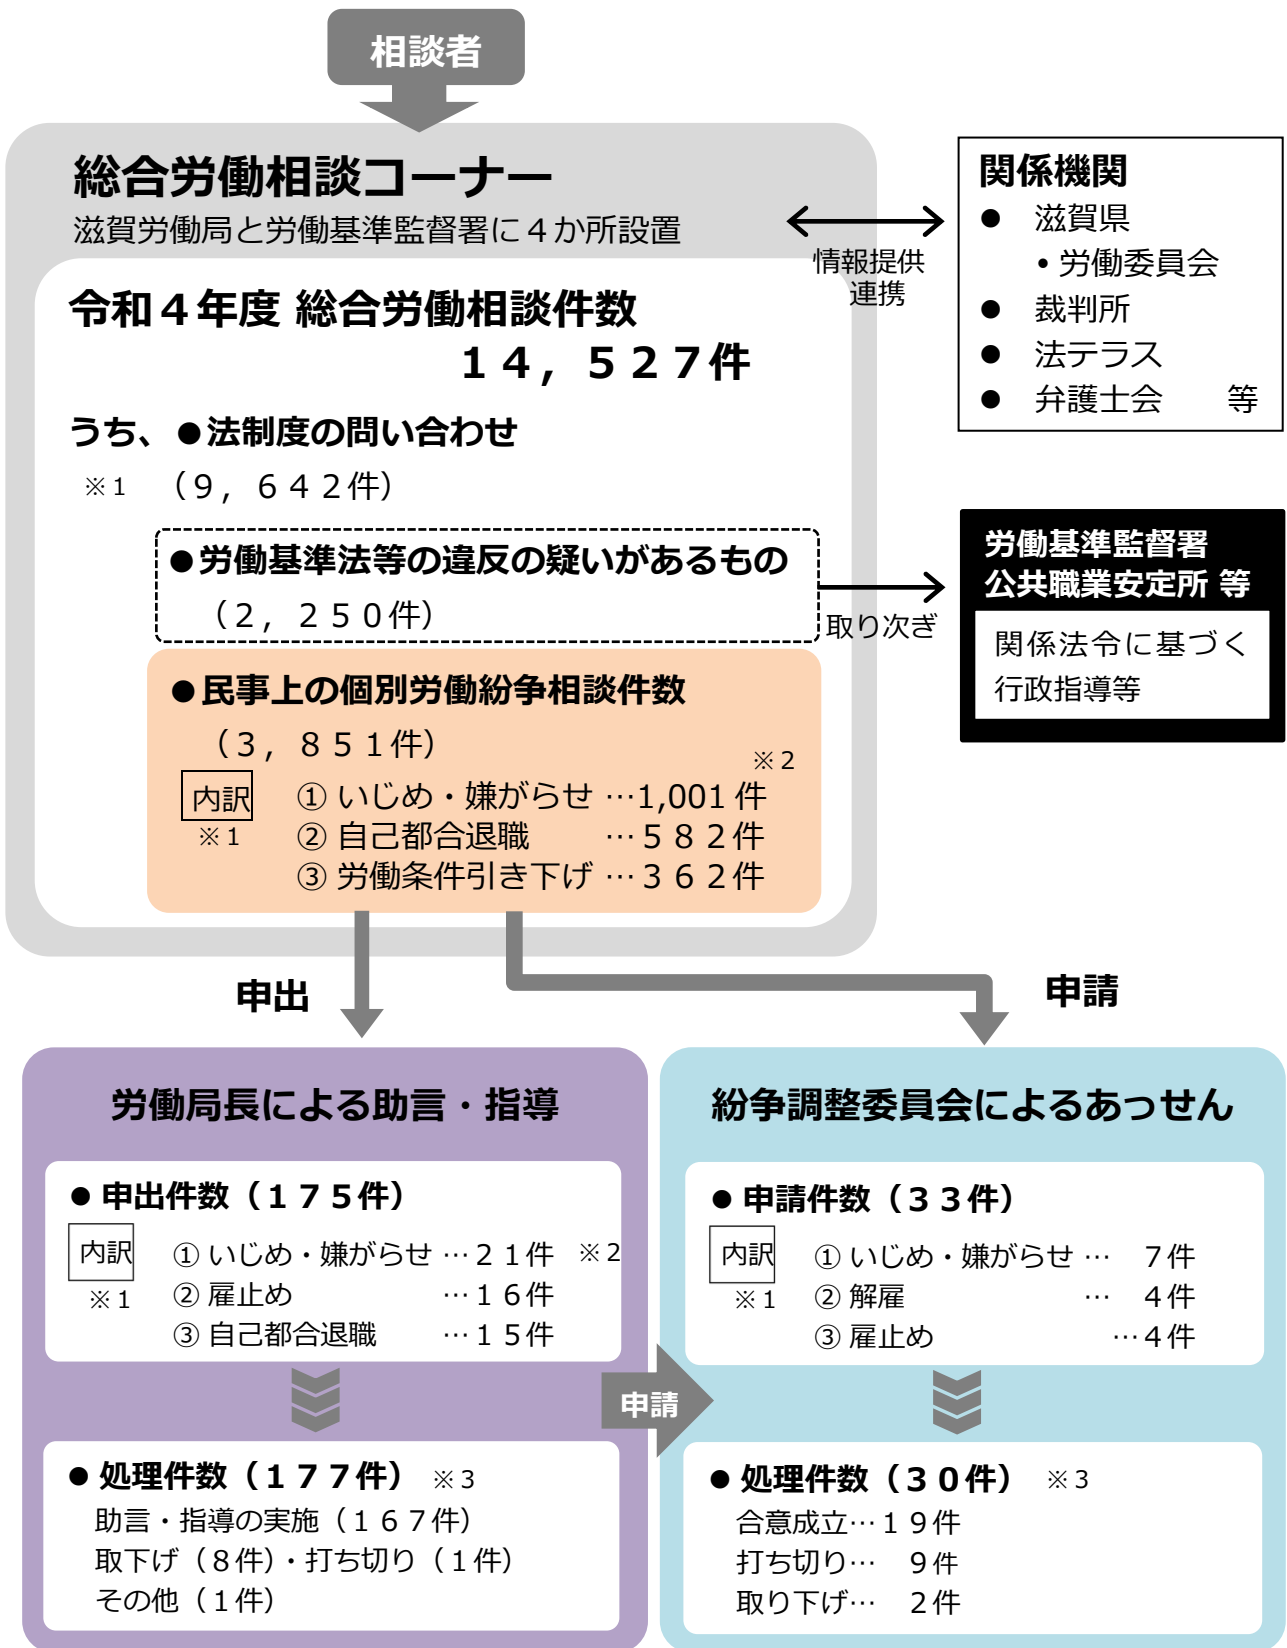 相談者
総合労働相談コーナー
滋賀労働局と労働基準監督署に４か所設置
令和４年度 総合労働相談件数
１４，５２７件
うち、●法制度の問い合わせ
※１ （９，６４２件）
●労働基準法等の違反の疑いがあるもの
（２，２５０件）
●民事上の個別労働紛争相談件数
（３，８５１件）
※２
内訳
※１
① いじめ・嫌がらせ …1,001 件
② 自己都合退職 …５８２件
③ 労働条件引き下げ …３６２件
情報提供
連携
関係機関
● 滋賀県
・労働委員会
● 裁判所
● 法テラス
● 弁護士会 等
取り次ぎ
労働基準監督署
公共職業安定所 等
関係法令に基づく
行政指導等
申出
申請
労働局長による助言・指導
● 申出件数（１７５件）
内訳
※１
① いじめ・嫌がらせ …２１件 ※２
② 雇止め …１６件
③ 自己都合退職 …１５件
● 処理件数（１７７件） ※３
助言・指導の実施（１６７件）
取下げ（８件）・打ち切り（１件）
その他（１件）
申請
紛争調整委員会によるあっせん
● 申請件数（３３件）
内訳
※１
① いじめ・嫌がらせ … ７件
② 解雇 … ４件
③ 雇止め …４件
● 処理件数（３０件） ※３
合意成立…１９件
打ち切り… ９件
取り下げ… ２件